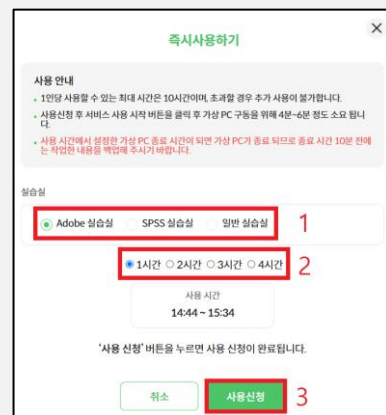 즉시사용하기
사용 안내
• 1인당 사용할 수 있는 최대 시간은 10시간이며, 초과할 경우 추가 사용이 불가합니다.
• 사용신청 후 서비스 사용 시작 버튼을 클릭 후 가상 PC 구동을 위해 4분~6분 정도 소요 됩니
다.
• 사용 시간에서 설정한 가상 PC 종료 시간이 되면 가상 PC가 종료 되므로 종료 시간 10분 전에
는 작업한 내용을 백업해 주시기 바랍니다.
실습실
Adobe 실습실 SPSS 실습실 일반 실습실 1
1시간 2시간 3시간 4시간 2
사용 시간
14:44 ~ 15:34
'사용 신청' 버튼을 누르면 사용 신청이 완료됩니다.
취소 사용신청 3